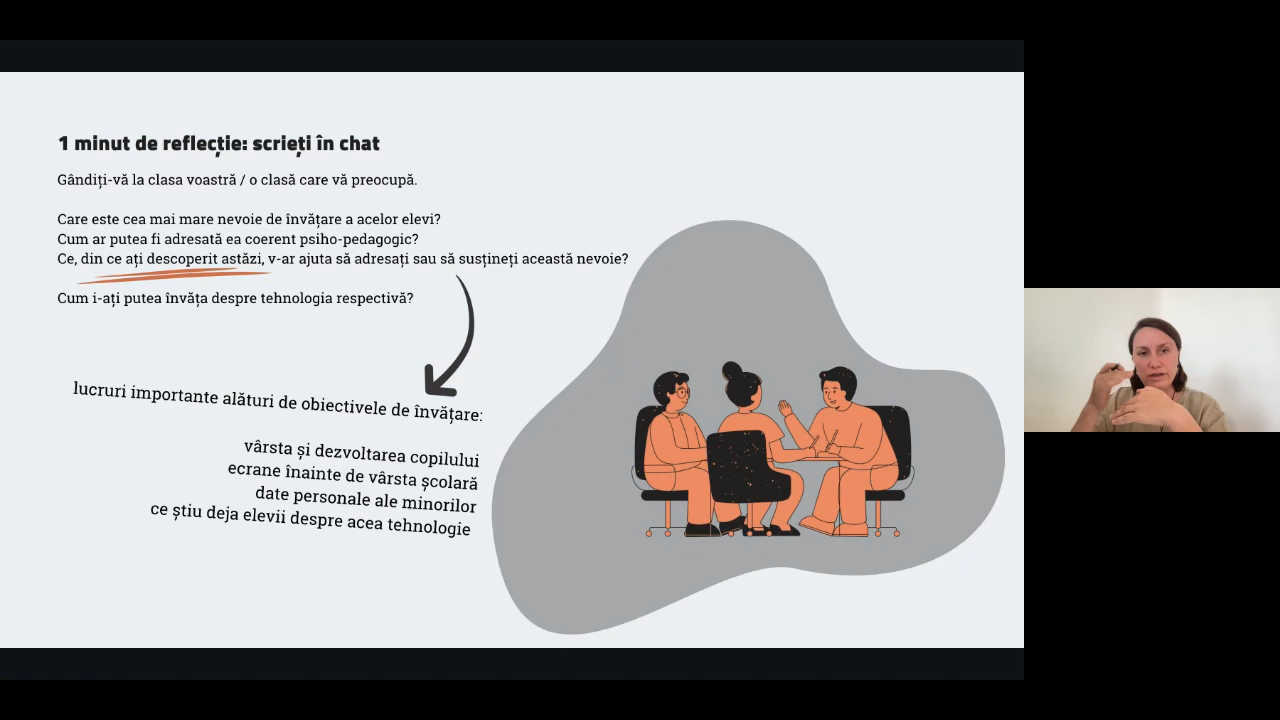 1 minut de reflecție: scrieți în chat
Gândiți-vă la clasa voastră / o clasă care vă preocupă.
Care este cea mai mare nevoie de învățare a acelor elevi?
Cum ar putea fi adresată ea coerent psiho-pedagogic?
Ce, din ce ați descoperit astăzi, v-ar ajuta să adresați sau să susțineți această nevoie?
Cum i-ați putea învăța despre tehnologia respectivă?
lucruri importante alături de obiectivele de învățare:
vârsta și dezvoltarea copilului
ecrane înainte de vârsta școlară
date personale ale minorilor
ce știu deja elevii despre acea tehnologie